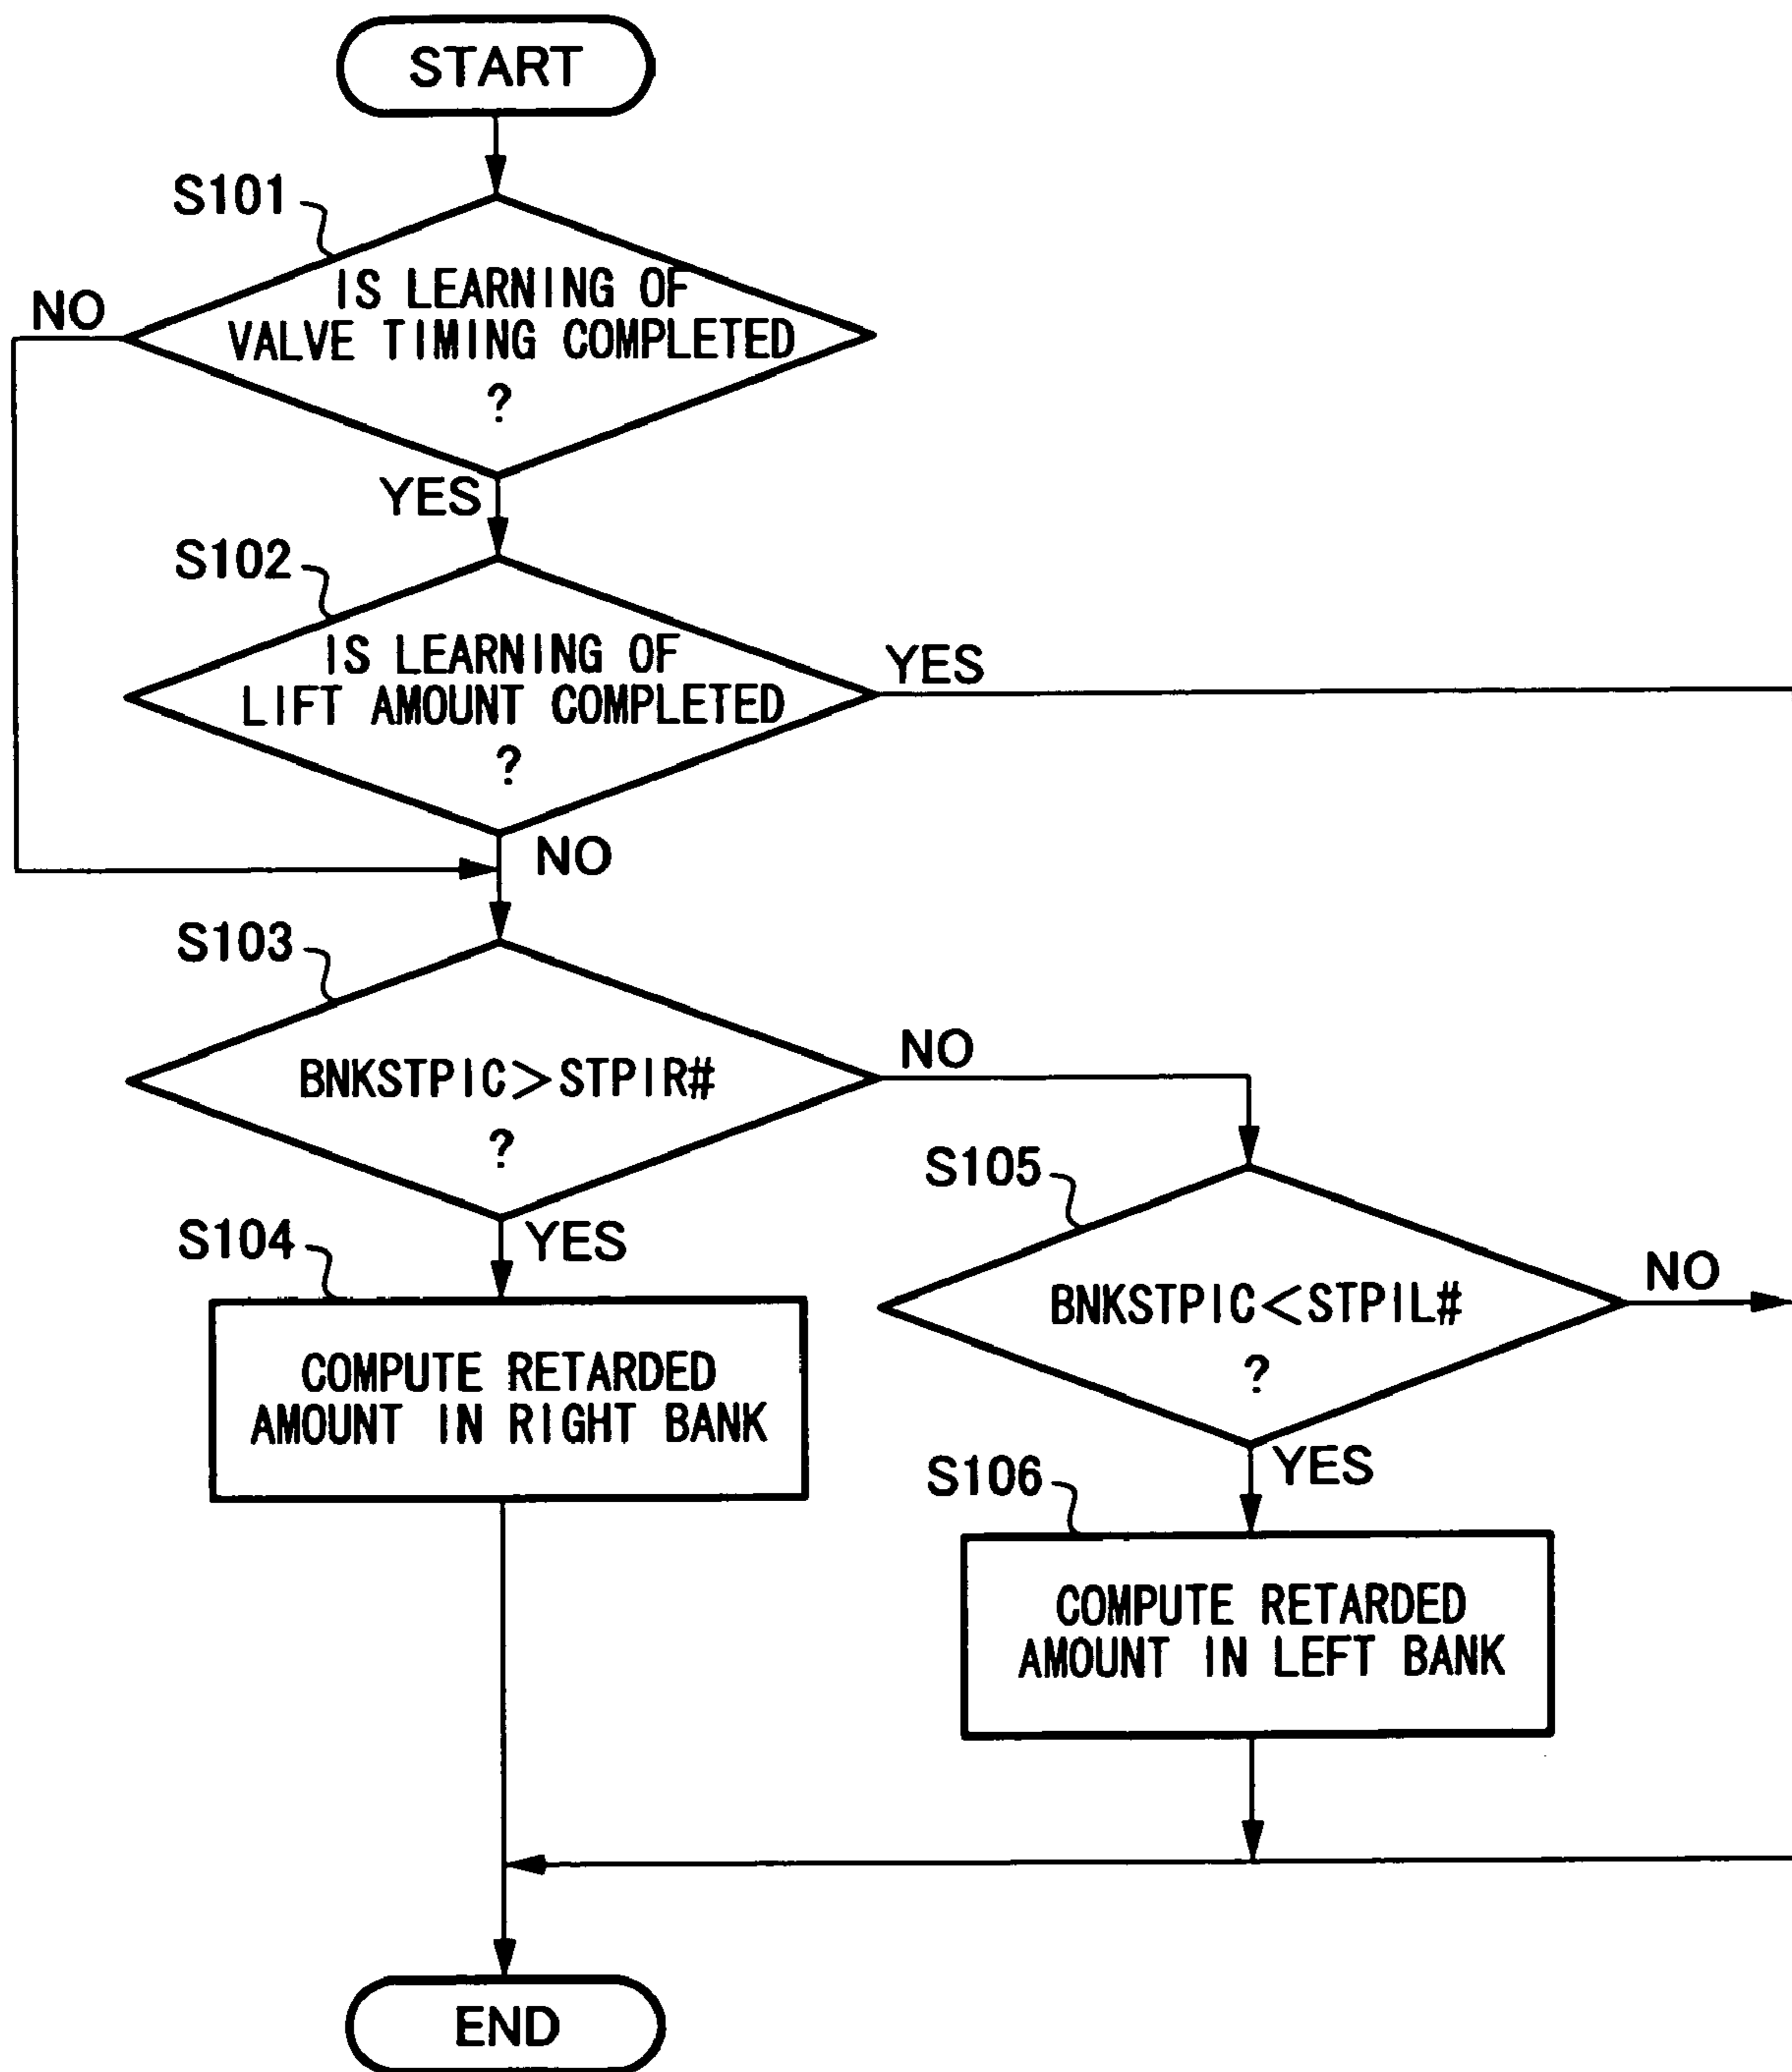 START
S101
IS LEARNING OF
VALVE TIMING COMPLETED
?
NO
YES
S102
IS LEARNING OF
LIFT AMOUNT COMPLETED
?
YES
NO
S103
BNKSTPIC>STPIR#
?
NO
YES
S104
COMPUTE RETARDED
AMOUNT IN RIGHT BANK
S105
BNKSTPIC<STPIL#
?
NO
YES
S106
COMPUTE RETARDED
AMOUNT IN LEFT BANK
END